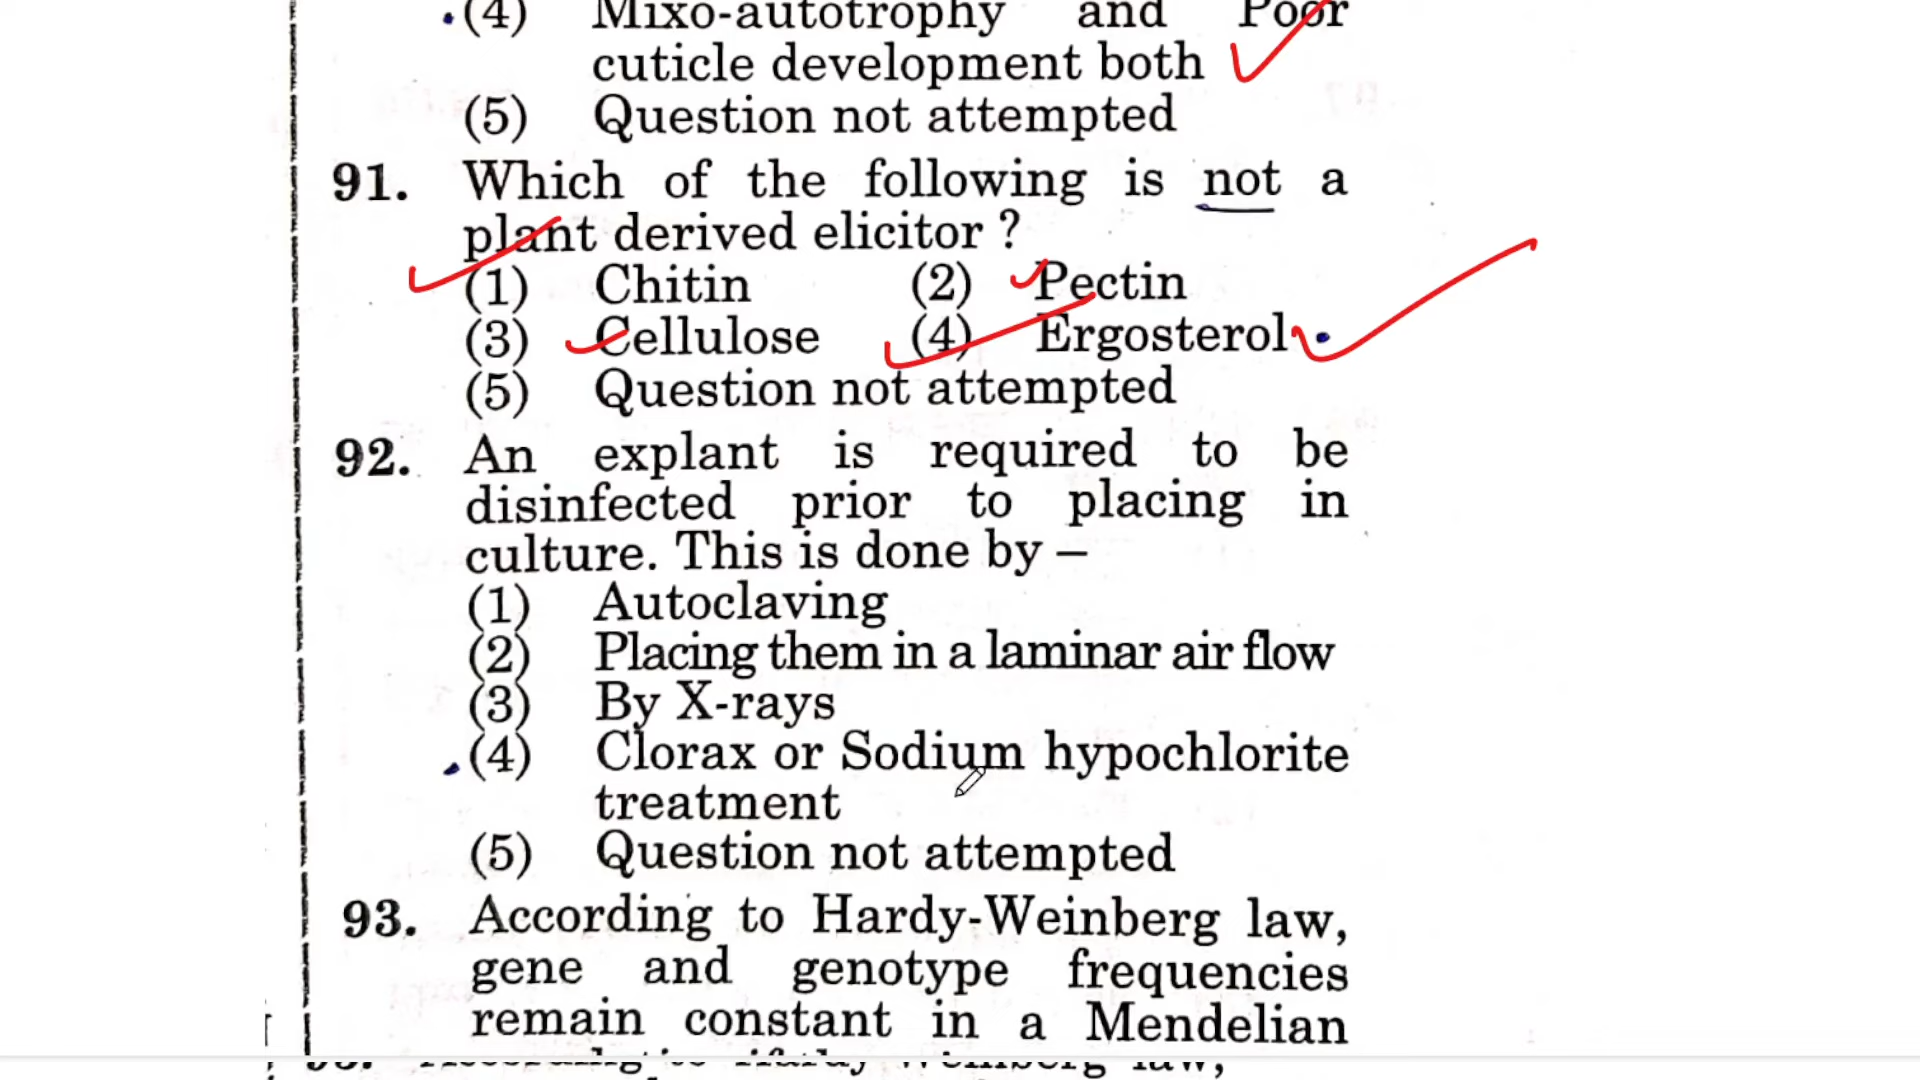 (4) Mixo-autotrophy and Poor
cuticle development both
(5) Question not attempted
91. Which of the following is not a
plant derived elicitor ?
(1) Chitin (2) Pectin
(3) Cellulose (4) Ergosterol
(5) Question not attempted
92. An explant is required to be
disinfected prior to placing in
culture. This is done by –
(1) Autoclaving
(2) Placing them in a laminar air flow
(3) By X-rays
(4) Clorax or Sodium hypochlorite
treatment
(5) Question not attempted
93. According to Hardy-Weinberg law,
gene and genotype frequencies
remain constant in a Mendelian